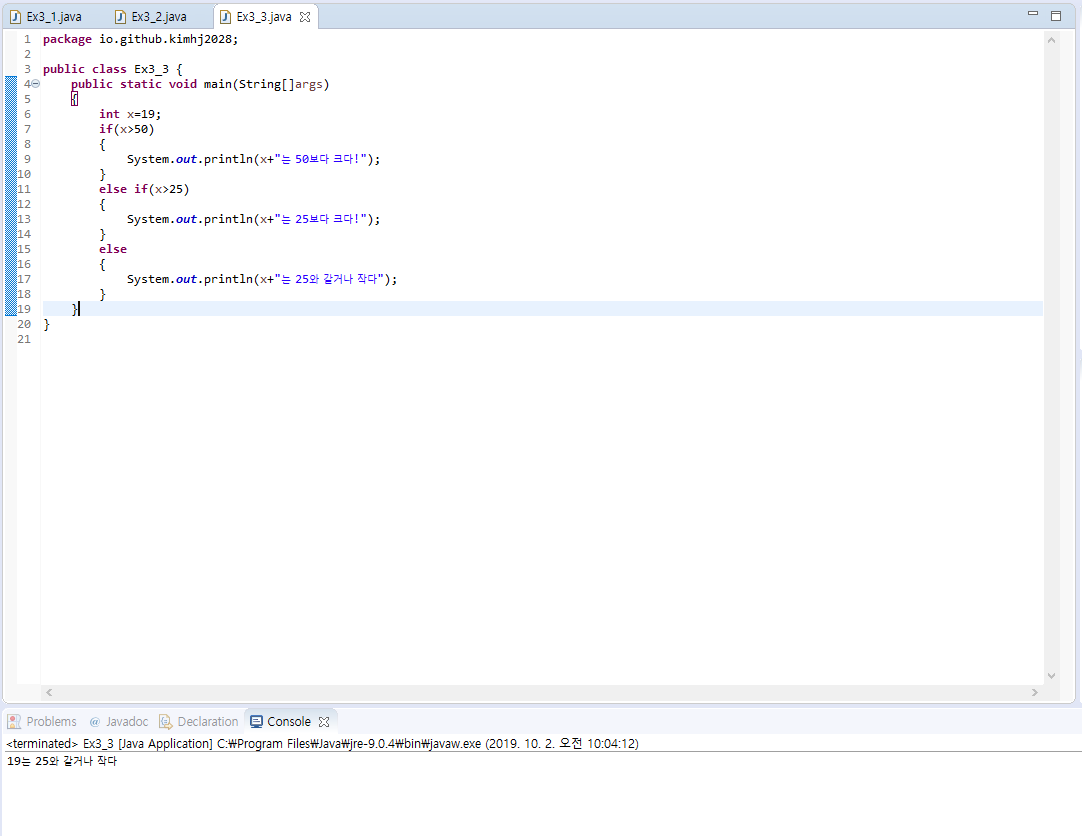 Ex3_1.java Ex3_2.java Ex3_3.java
1 package io.github.kimhj2028;
2
3 public class Ex3_3 {
4 public static void main(String[]args)
5 {
6 int x=19;
7 if(x>50)
8 {
9 System.out.println(x+"는 50보다 크다!");
10 }
11 else if(x>25)
12 {
13 System.out.println(x+"는 25보다 크다!");
14 }
15 else
16 {
17 System.out.println(x+"는 25와 같거나 작다");
18 }
19 }
20 }
21
Problems @ Javadoc Declaration Console
<terminated> Ex3_3 [Java Application] C:₩Program Files₩Java₩jre-9.0.4₩bin₩javaw.exe (2019. 10. 2. 오전 10:04:12)
19는 25와 같거나 작다